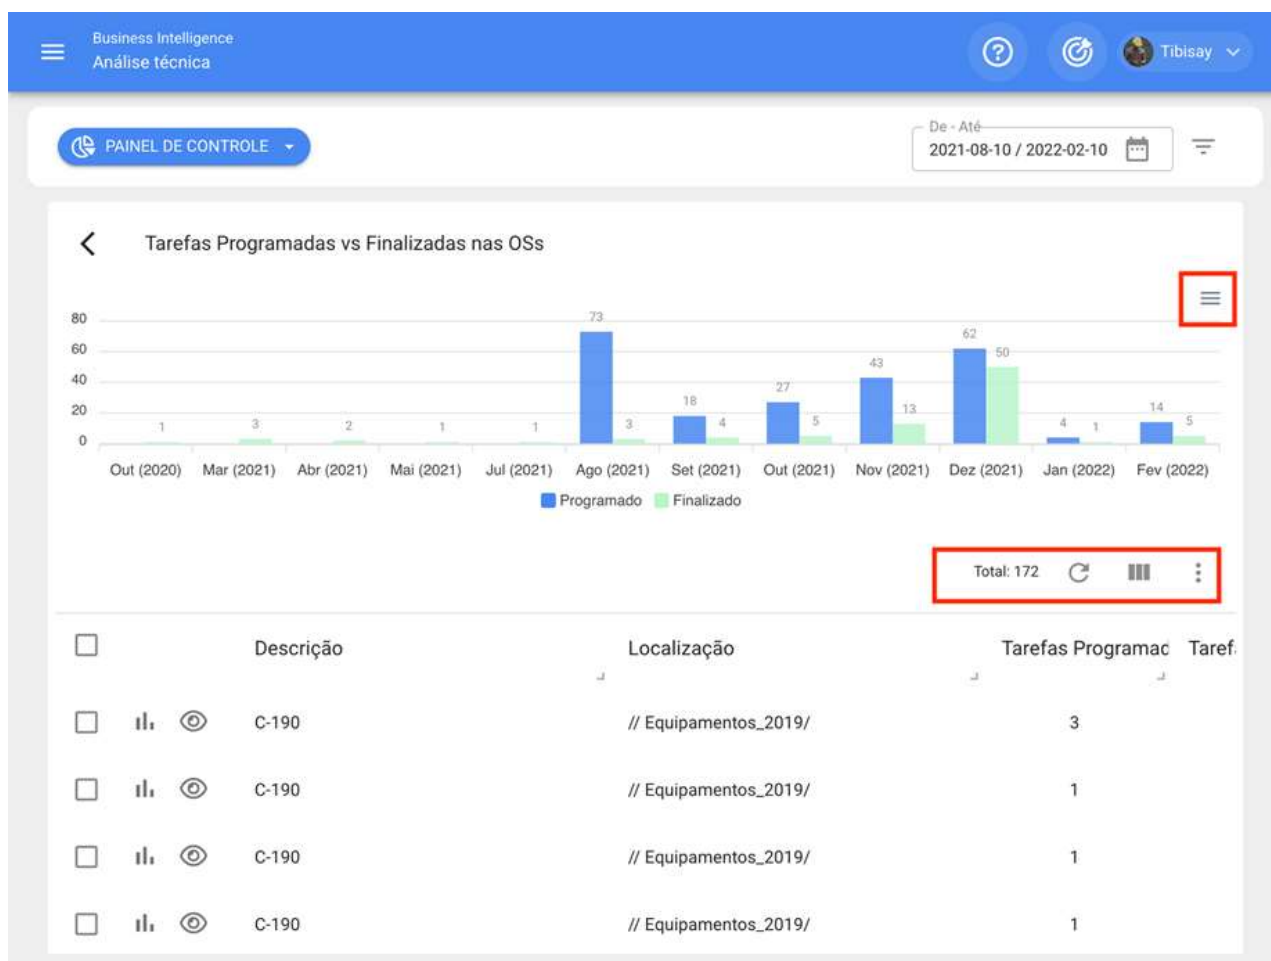 Business Intelligence
Análise técnica
Tibisay
PAINEL DE CONTROLE
De - Até
2021-08-10 / 2022-02-10
Tarefas Programadas vs Finalizadas nas OSs
80
60
40
20
0
1
3
2
1
1
73
3
18
4
27
5
43
13
62
50
4
1
14
5
Out (2020) Mar (2021) Abr (2021) Mai (2021) Jul (2021) Ago (2021) Set (2021) Out (2021) Nov (2021) Dez (2021) Jan (2022) Fev (2022)
Programado Finalizado
Total: 172
Descrição Localização Tarefas Programad Taref
C-190 // Equipamentos_2019/ 3
C-190 // Equipamentos_2019/ 1
C-190 // Equipamentos_2019/ 1
C-190 // Equipamentos_2019/ 1